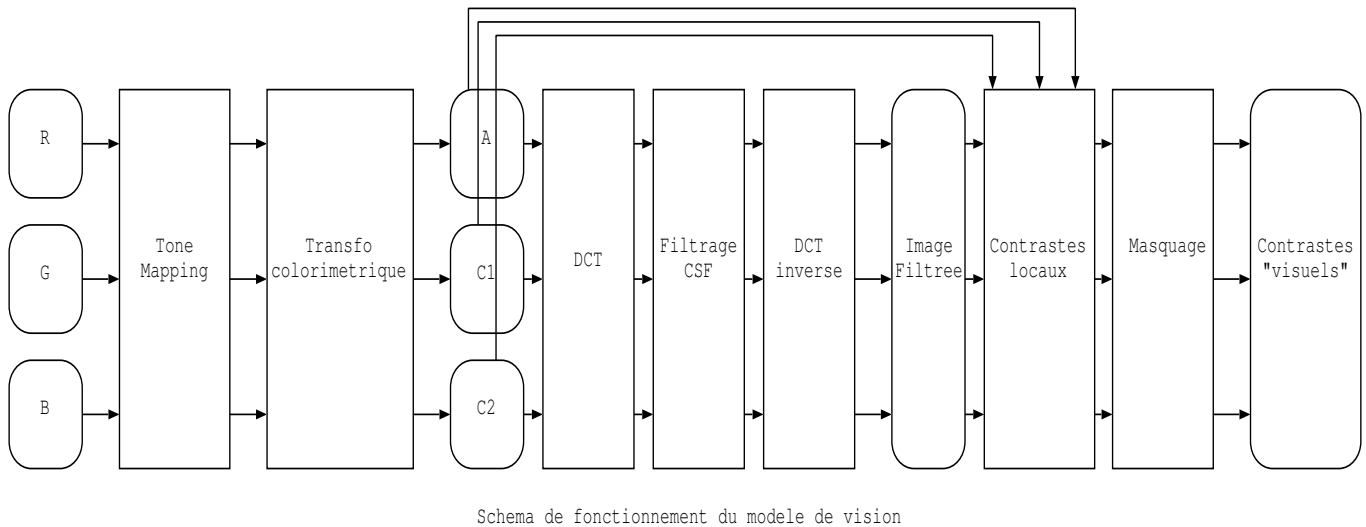 R
G
B
Tone
Mapping
Transfo
colorimetrique
A
C1
C2
DCT
Filtrage
CSF
DCT
inverse
Image
Filtree
Contrastes
locaux
Masquage
Contrastes
"visuels"
Schema de fonctionnement du modele de vision